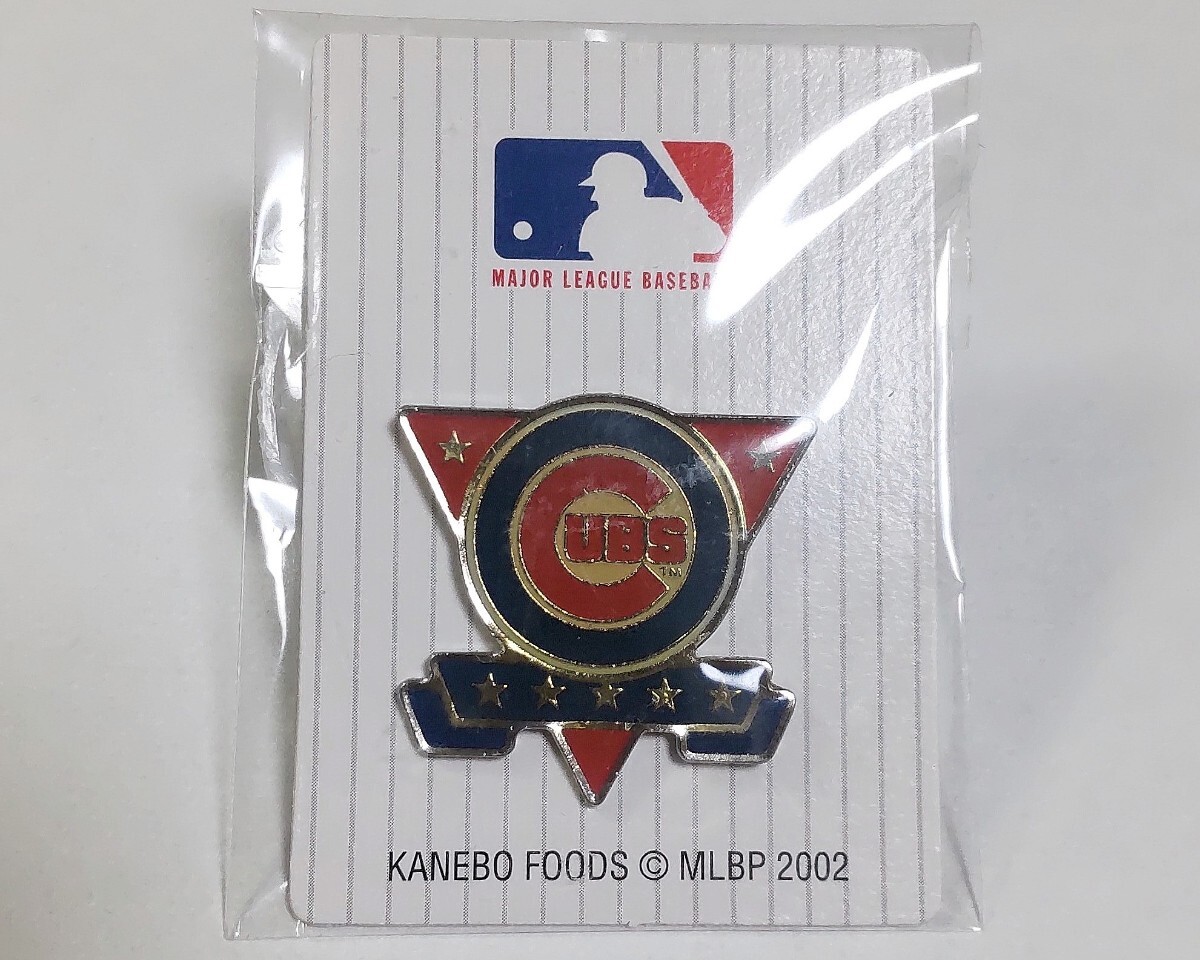 MAJOR LEAGUE BASEBA
CUBS
TM
KANEBO FOODS © MLBP 2002